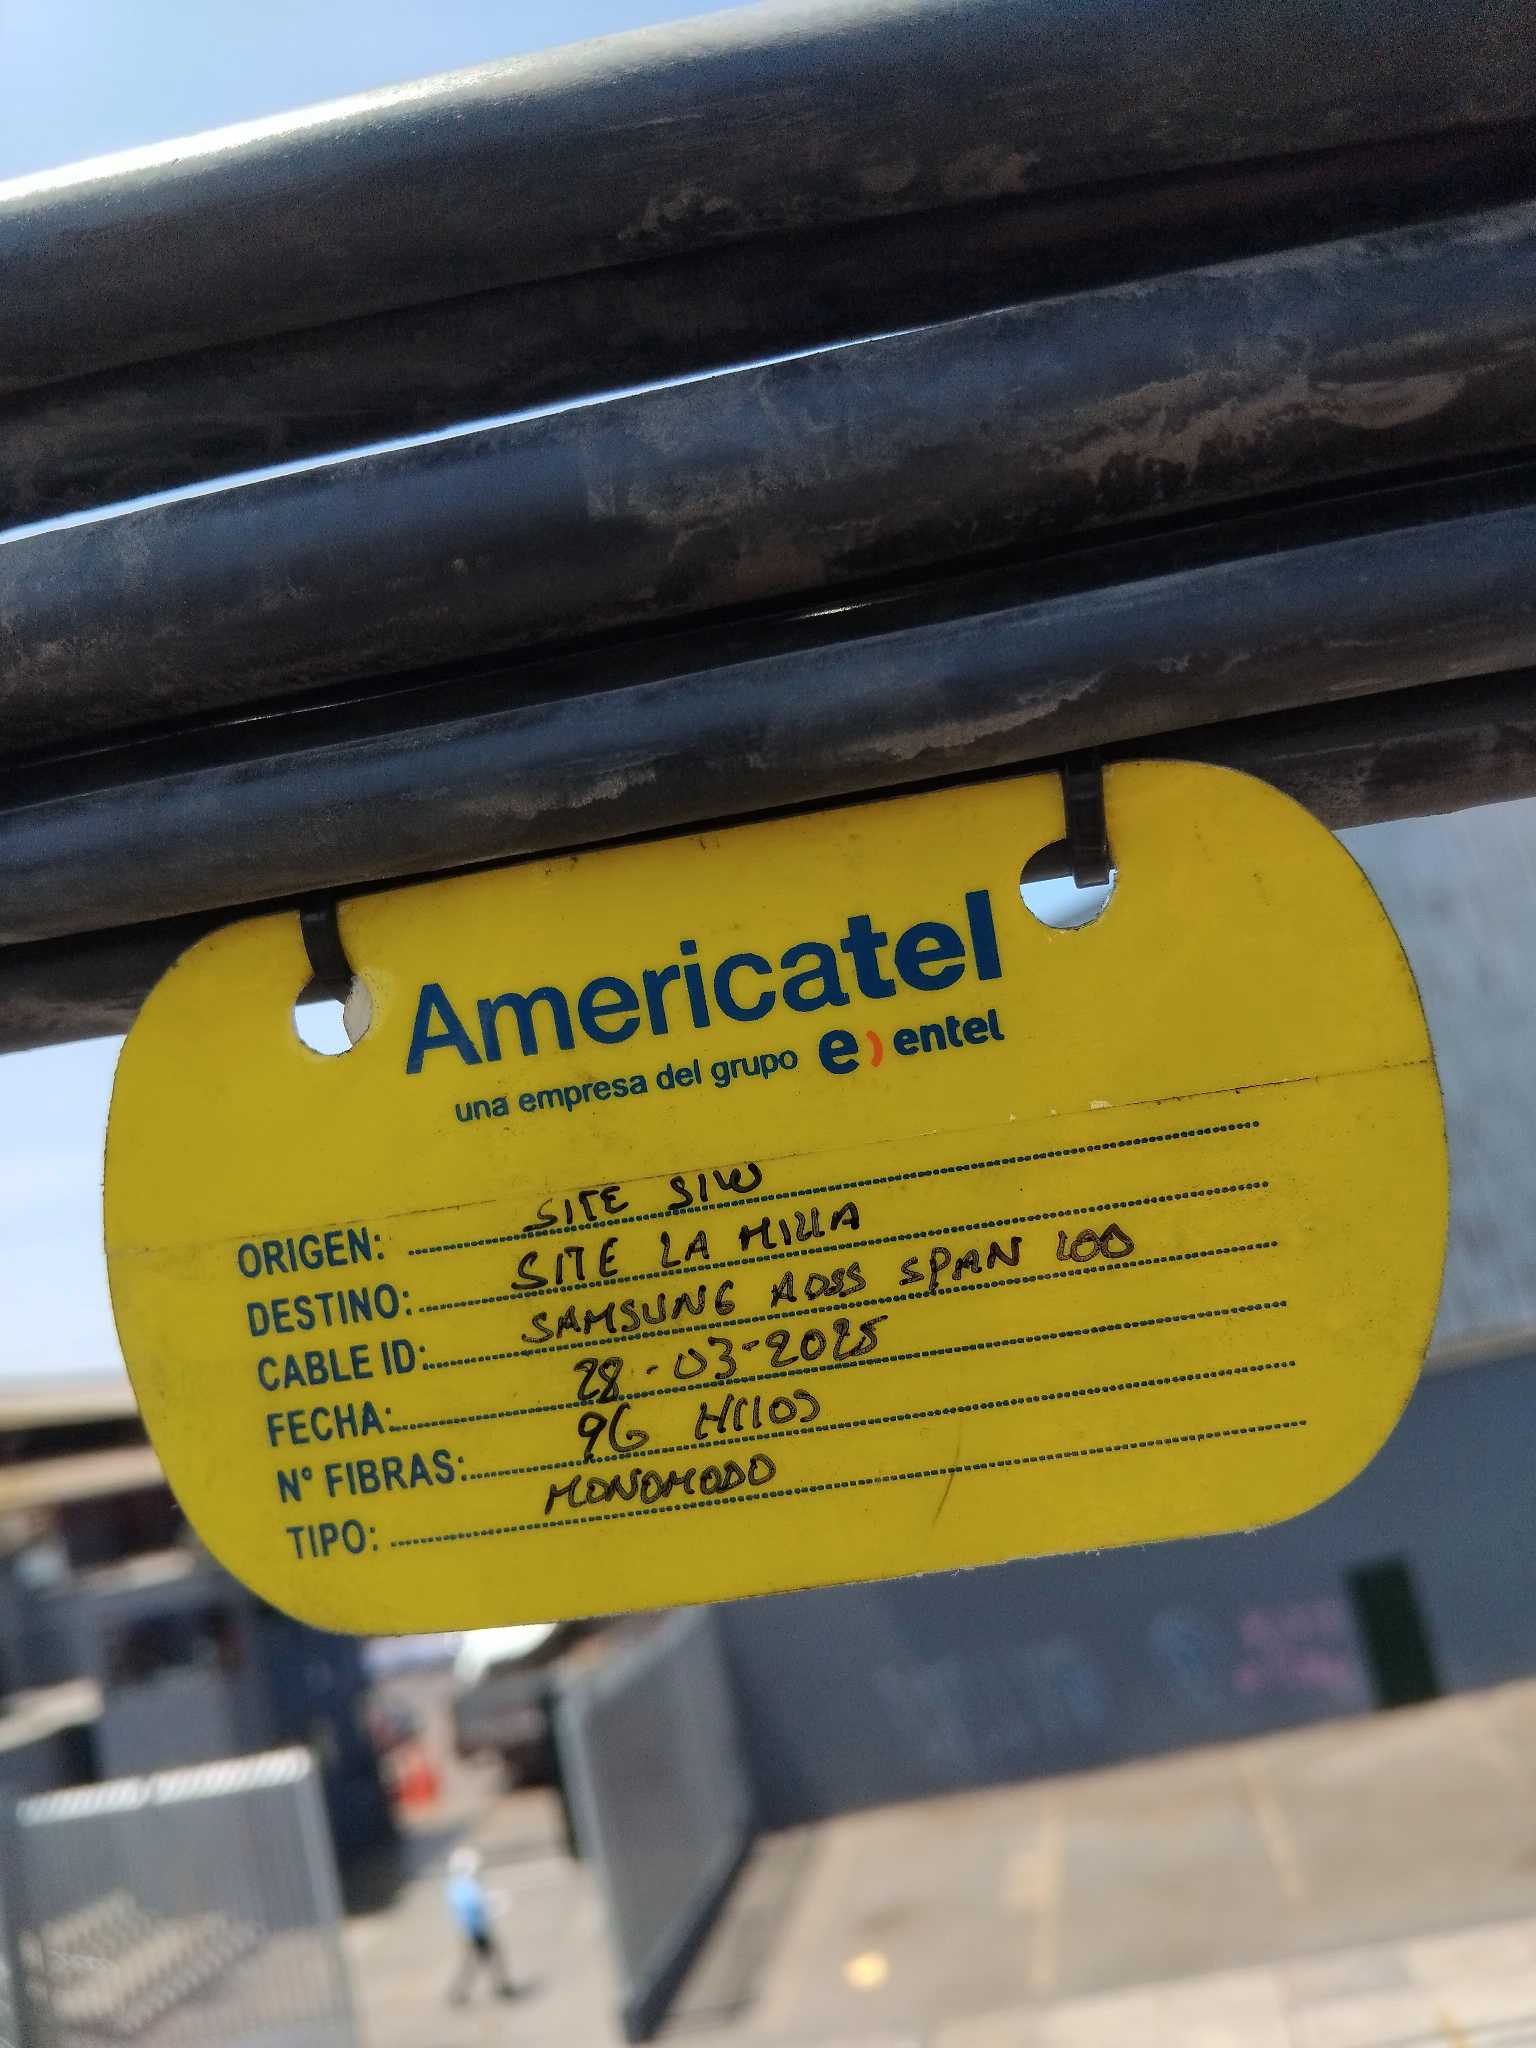 Americatel
una empresa del grupo e) entel
ORIGEN: SITE SIW
DESTINO: SITE LA MILLA
CABLE ID: SAMSUNG ADSS SPAN 100
FECHA: 28-03-2025
N° FIBRAS: 96 HILOS
TIPO: MONOMODO